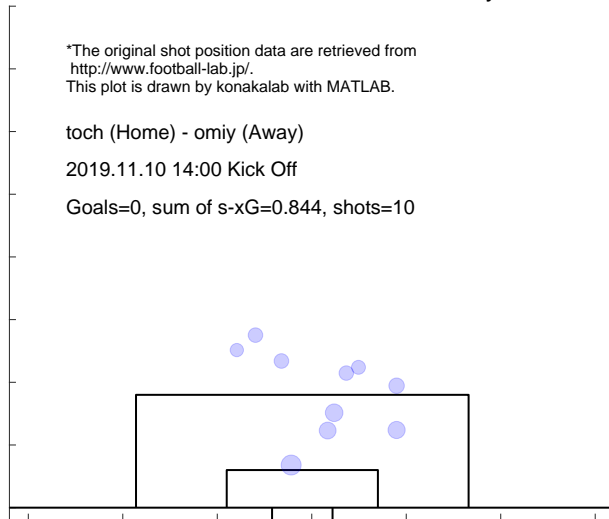 *The original shot position data are retrieved from
http://www.football-lab.jp/.
This plot is drawn by konakalab with MATLAB.
toch (Home) - omiy (Away)
2019.11.10 14:00 Kick Off
Goals=0, sum of s-xG=0.844, shots=10